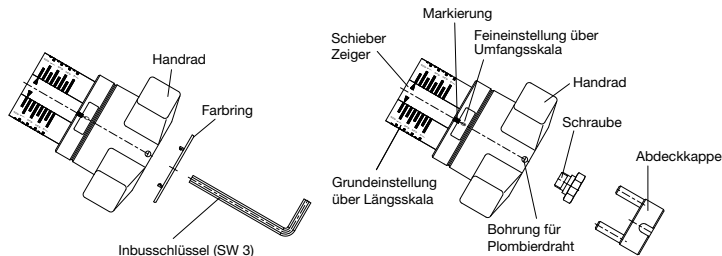 Handrad
Farbring
Inbusschlüssel (SW 3)
Markierung
Schieber
Zeiger
Feineinstellung über
Umfangsskala
Handrad
Schraube
Abdeckkappe
Grundeinstellung
über Längsskala
Bohrung für
Plombierdraht